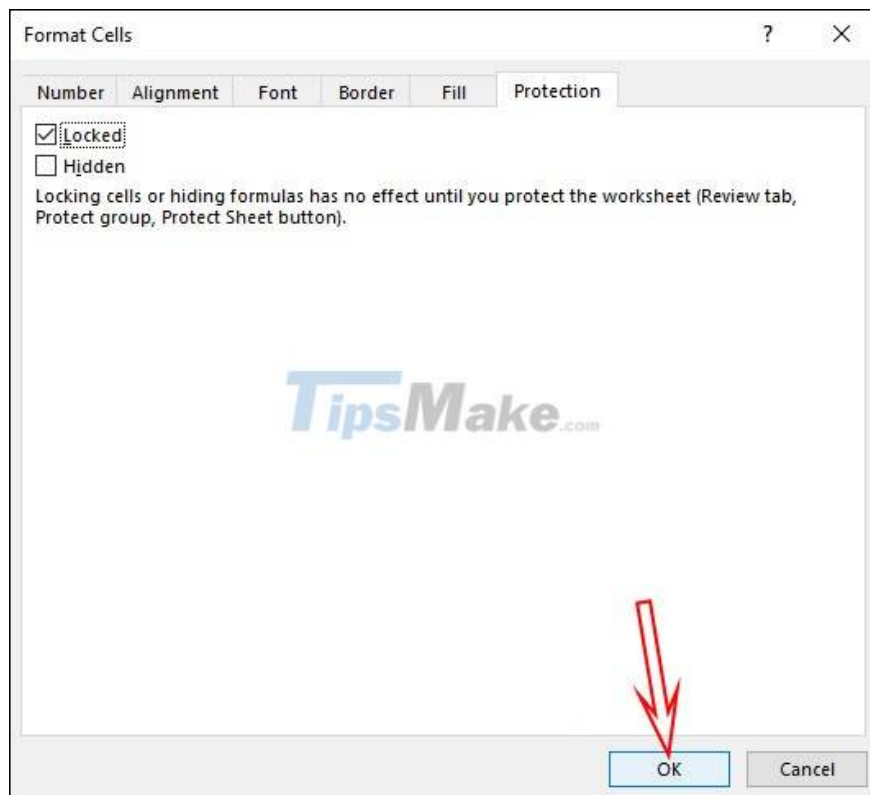 Format Cells ? X
Number Alignment Font Border Fill Protection
Locked
Hidden
Locking cells or hiding formulas has no effect until you protect the worksheet (Review tab,
Protect group, Protect Sheet button).
TipsMake.com
OK Cancel